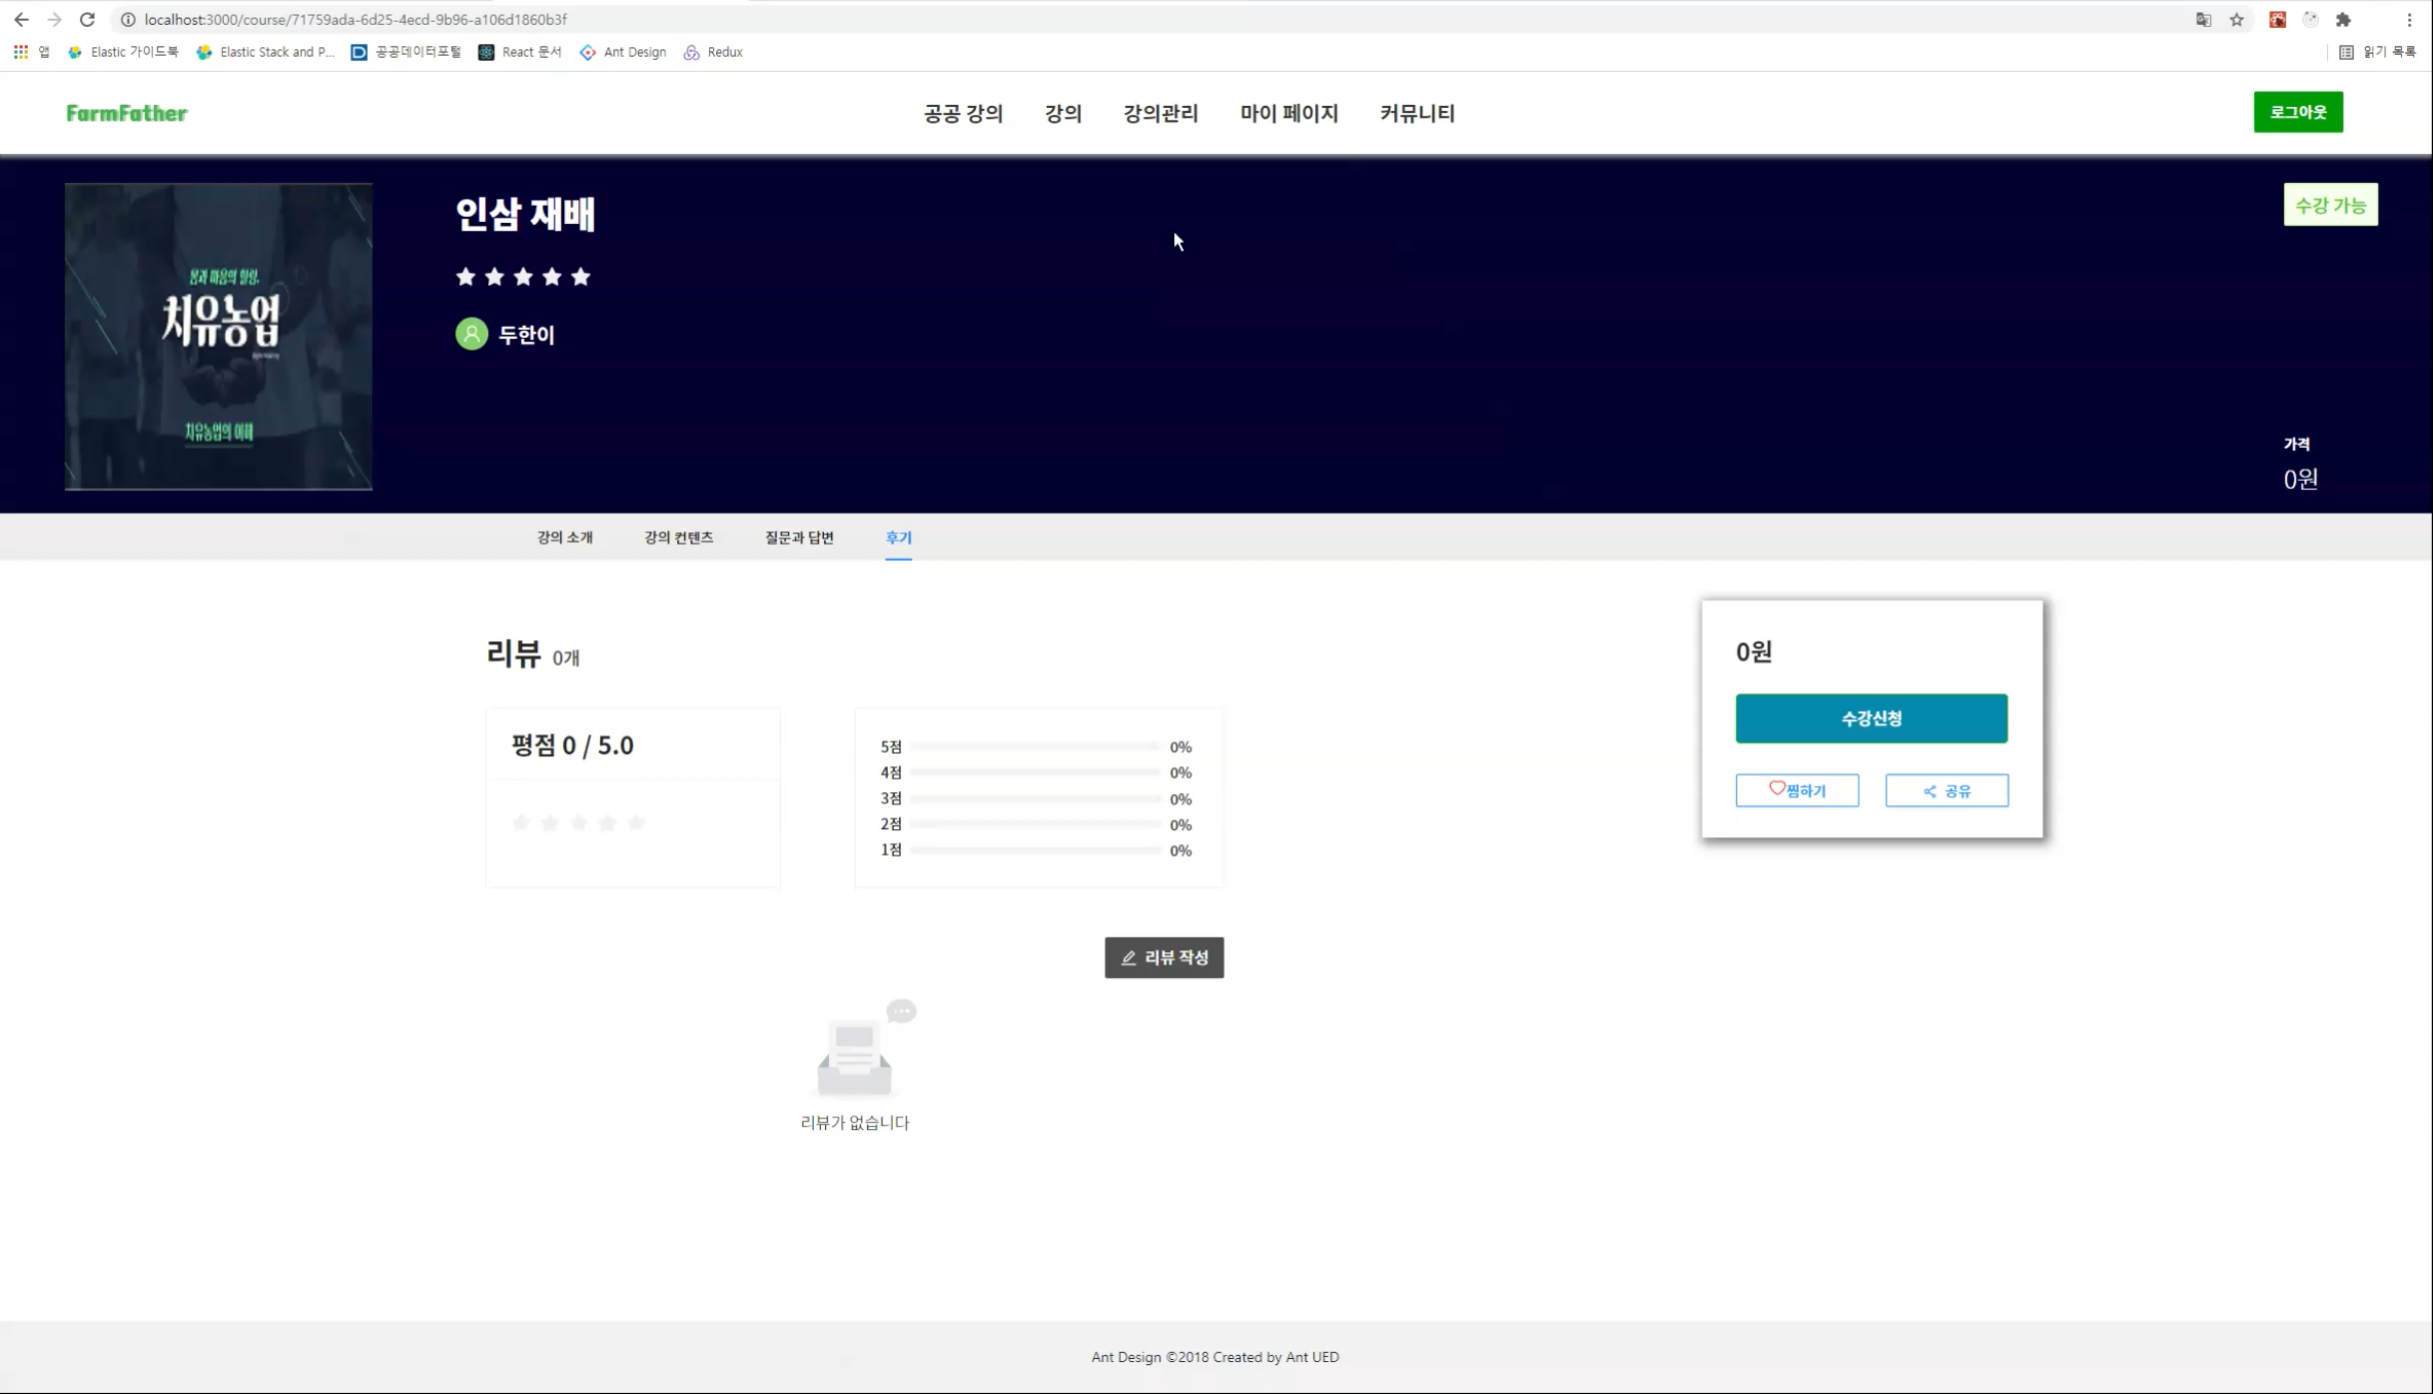 localhost:3000/course/71759ada-6d25-4ecd-9b96-a106d1860b3f
앱 Elastic 가이드북 Elastic Stack and P... 공공데이터포털 React 문서 Ant Design Redux 읽기 목록
FarmFather 공공 강의 강의 강의관리 마이 페이지 커뮤니티 로그아웃
인삼 재배
수강 가능
몸과 마음의 힐링,
치유농업
치유농업의 이해
두한이
가격
0원
강의 소개 강의 컨텐츠 질문과 답변 후기
리뷰 0개
평점 0 / 5.0
5점 0%
4점 0%
3점 0%
2점 0%
1점 0%
0원
수강신청
찜하기 공유
리뷰 작성
리뷰가 없습니다
Ant Design ©2018 Created by Ant UED